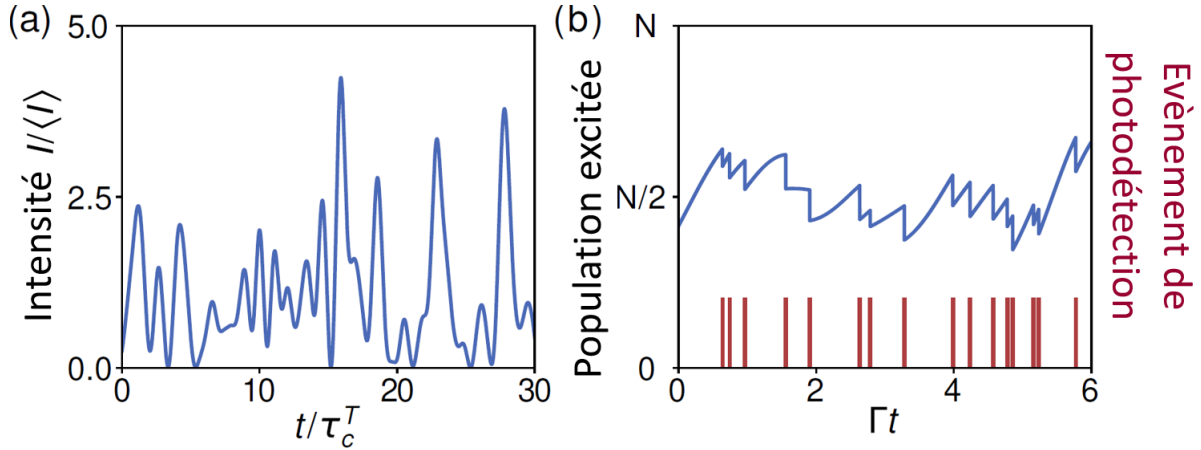 (a)
5.0
2.5
0.0
Intensité I/⟨I⟩
0
10
20
30
t/τ_c^T
(b)
N
N/2
0
Population excitée
0
2
4
6
Γt
Evènement de
photodétection